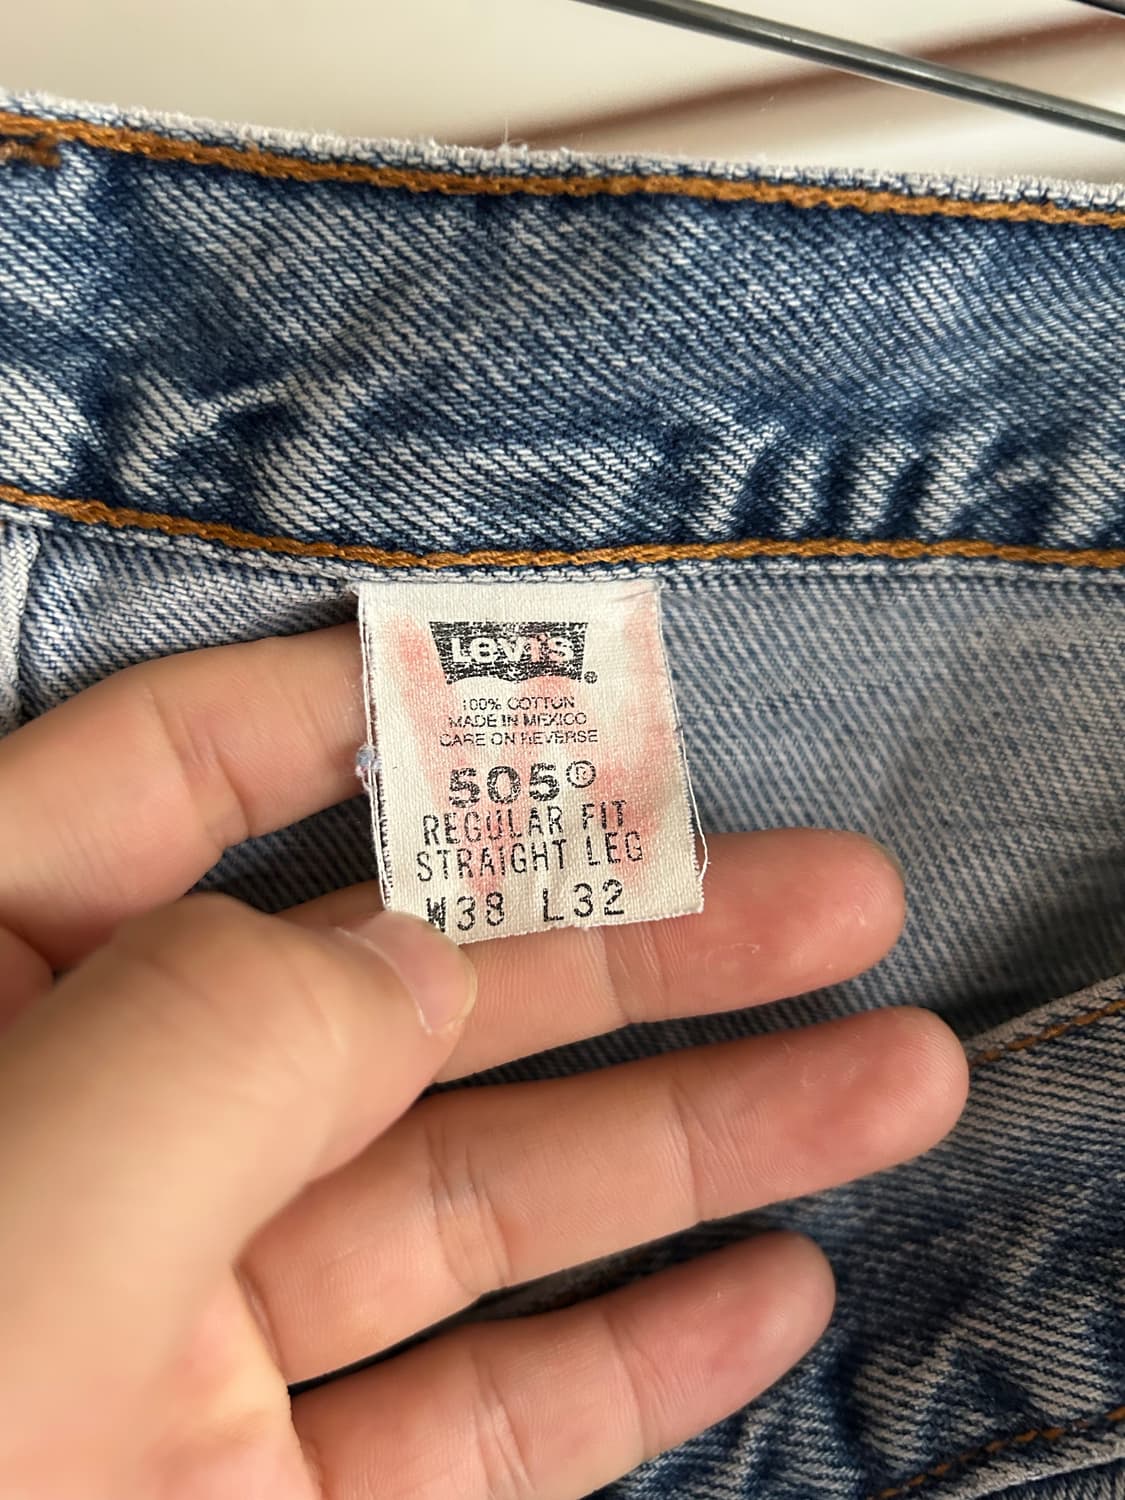 Levi's®
100% COTTON
MADE IN MEXICO
CARE ON REVERSE
505®
REGULAR FIT
STRAIGHT LEG
W38 L32